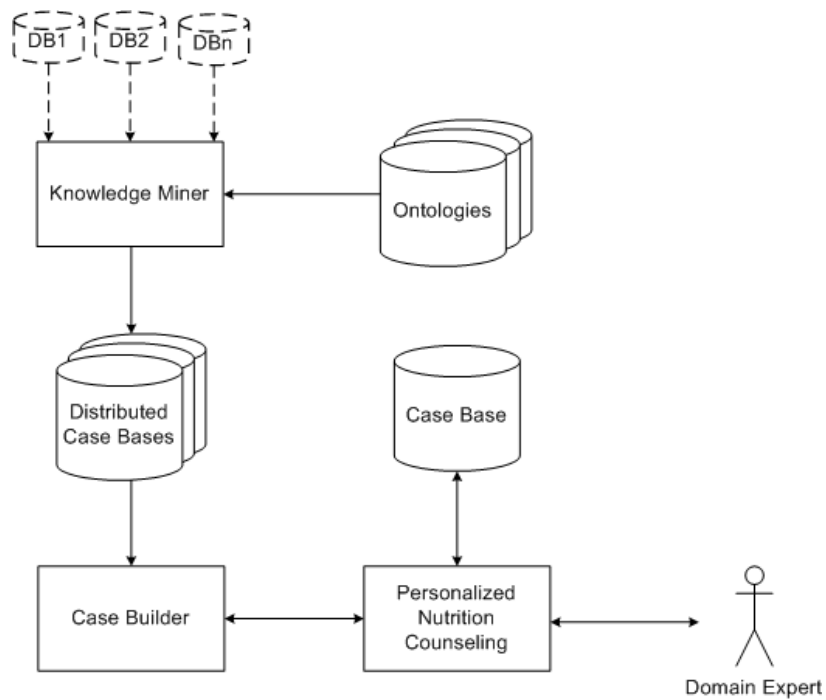 DB1
DB2
DBn
Knowledge Miner
Ontologies
Distributed
Case Bases
Case Base
Case Builder
Personalized
Nutrition
Counseling
Domain Expert